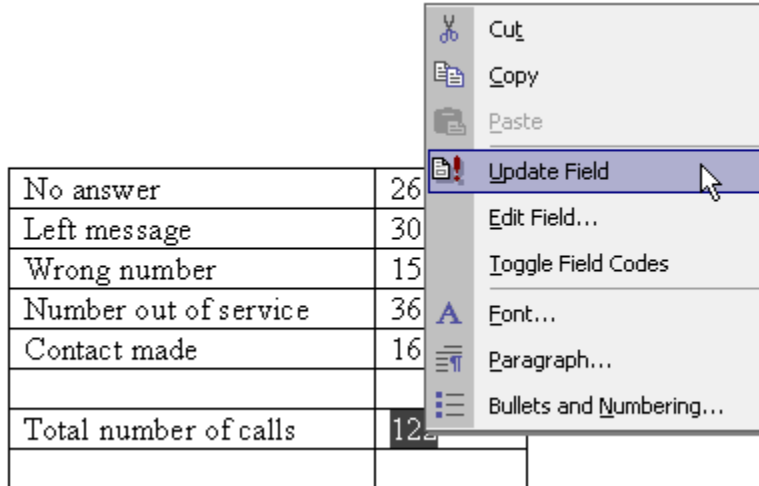 Cut
Copy
Paste
Update Field
Edit Field...
Toggle Field Codes
Font...
Paragraph...
Bullets and Numbering...
No answer 26
Left message 30
Wrong number 15
Number out of service 36
Contact made 16
Total number of calls 122